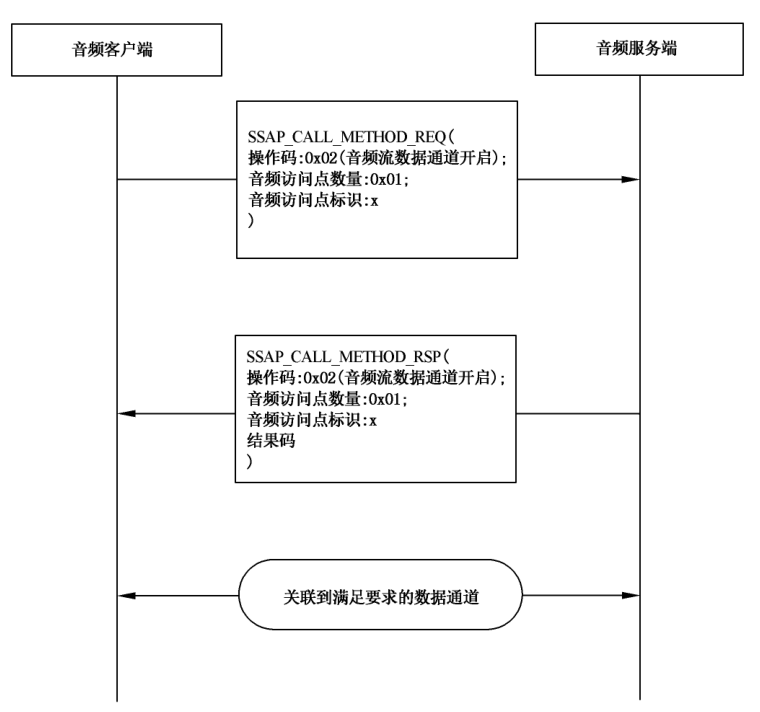 音频客户端
音频服务端
SSAP_CALL_METHOD_REQ(
操作码:0x02(音频流数据通道开启);
音频访问点数量:0x01;
音频访问点标识:x
)
SSAP_CALL_METHOD_RSP(
操作码:0x02(音频流数据通道开启);
音频访问点数量:0x01;
音频访问点标识:x
结果码
)
关联到满足要求的数据通道